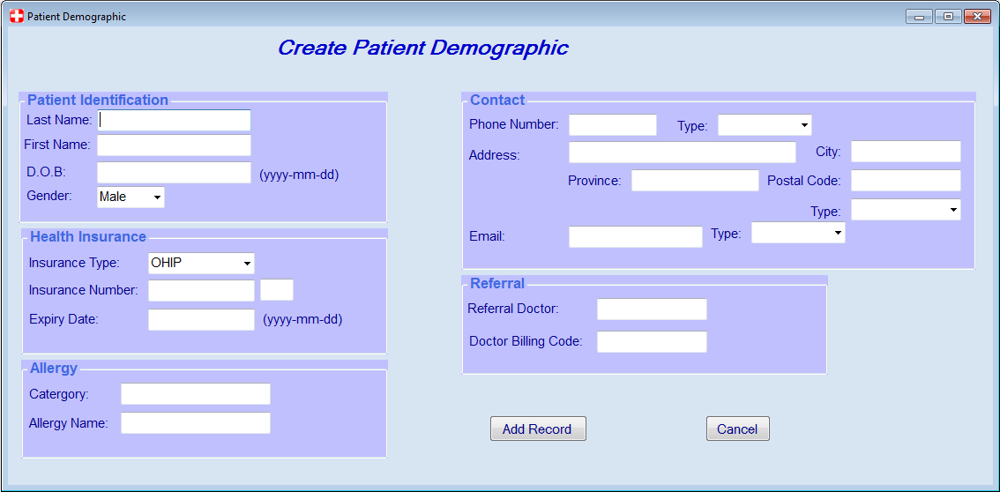 Patient Demographic
Create Patient Demographic
Patient Identification
Last Name:
First Name:
D.O.B: (yyyy-mm-dd)
Gender: Male
Health Insurance
Insurance Type: OHIP
Insurance Number:
Expiry Date: (yyyy-mm-dd)
Allergy
Catergory:
Allergy Name:
Contact
Phone Number: Type:
Address: City:
Province: Postal Code:
Type:
Email: Type:
Referral
Referral Doctor:
Doctor Billing Code:
Add Record Cancel